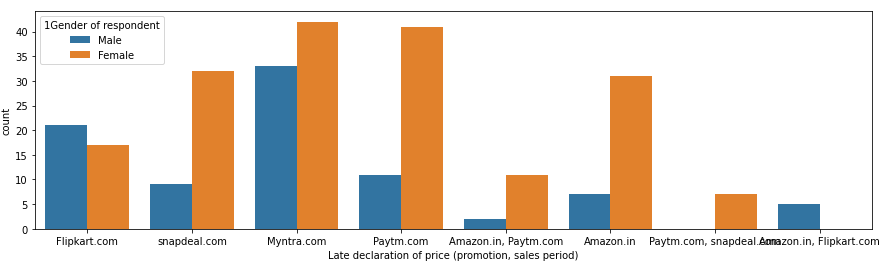 1Gender of respondent
Male
Female
40
35
30
25
20
15
10
5
0
count
Flipkart.com
snapdeal.com
Myntra.com
Paytm.com
Amazon.in, Paytm.com
Amazon.in
Paytm.com, snapdeal.com
Amazon.in, Flipkart.com
Late declaration of price (promotion, sales period)